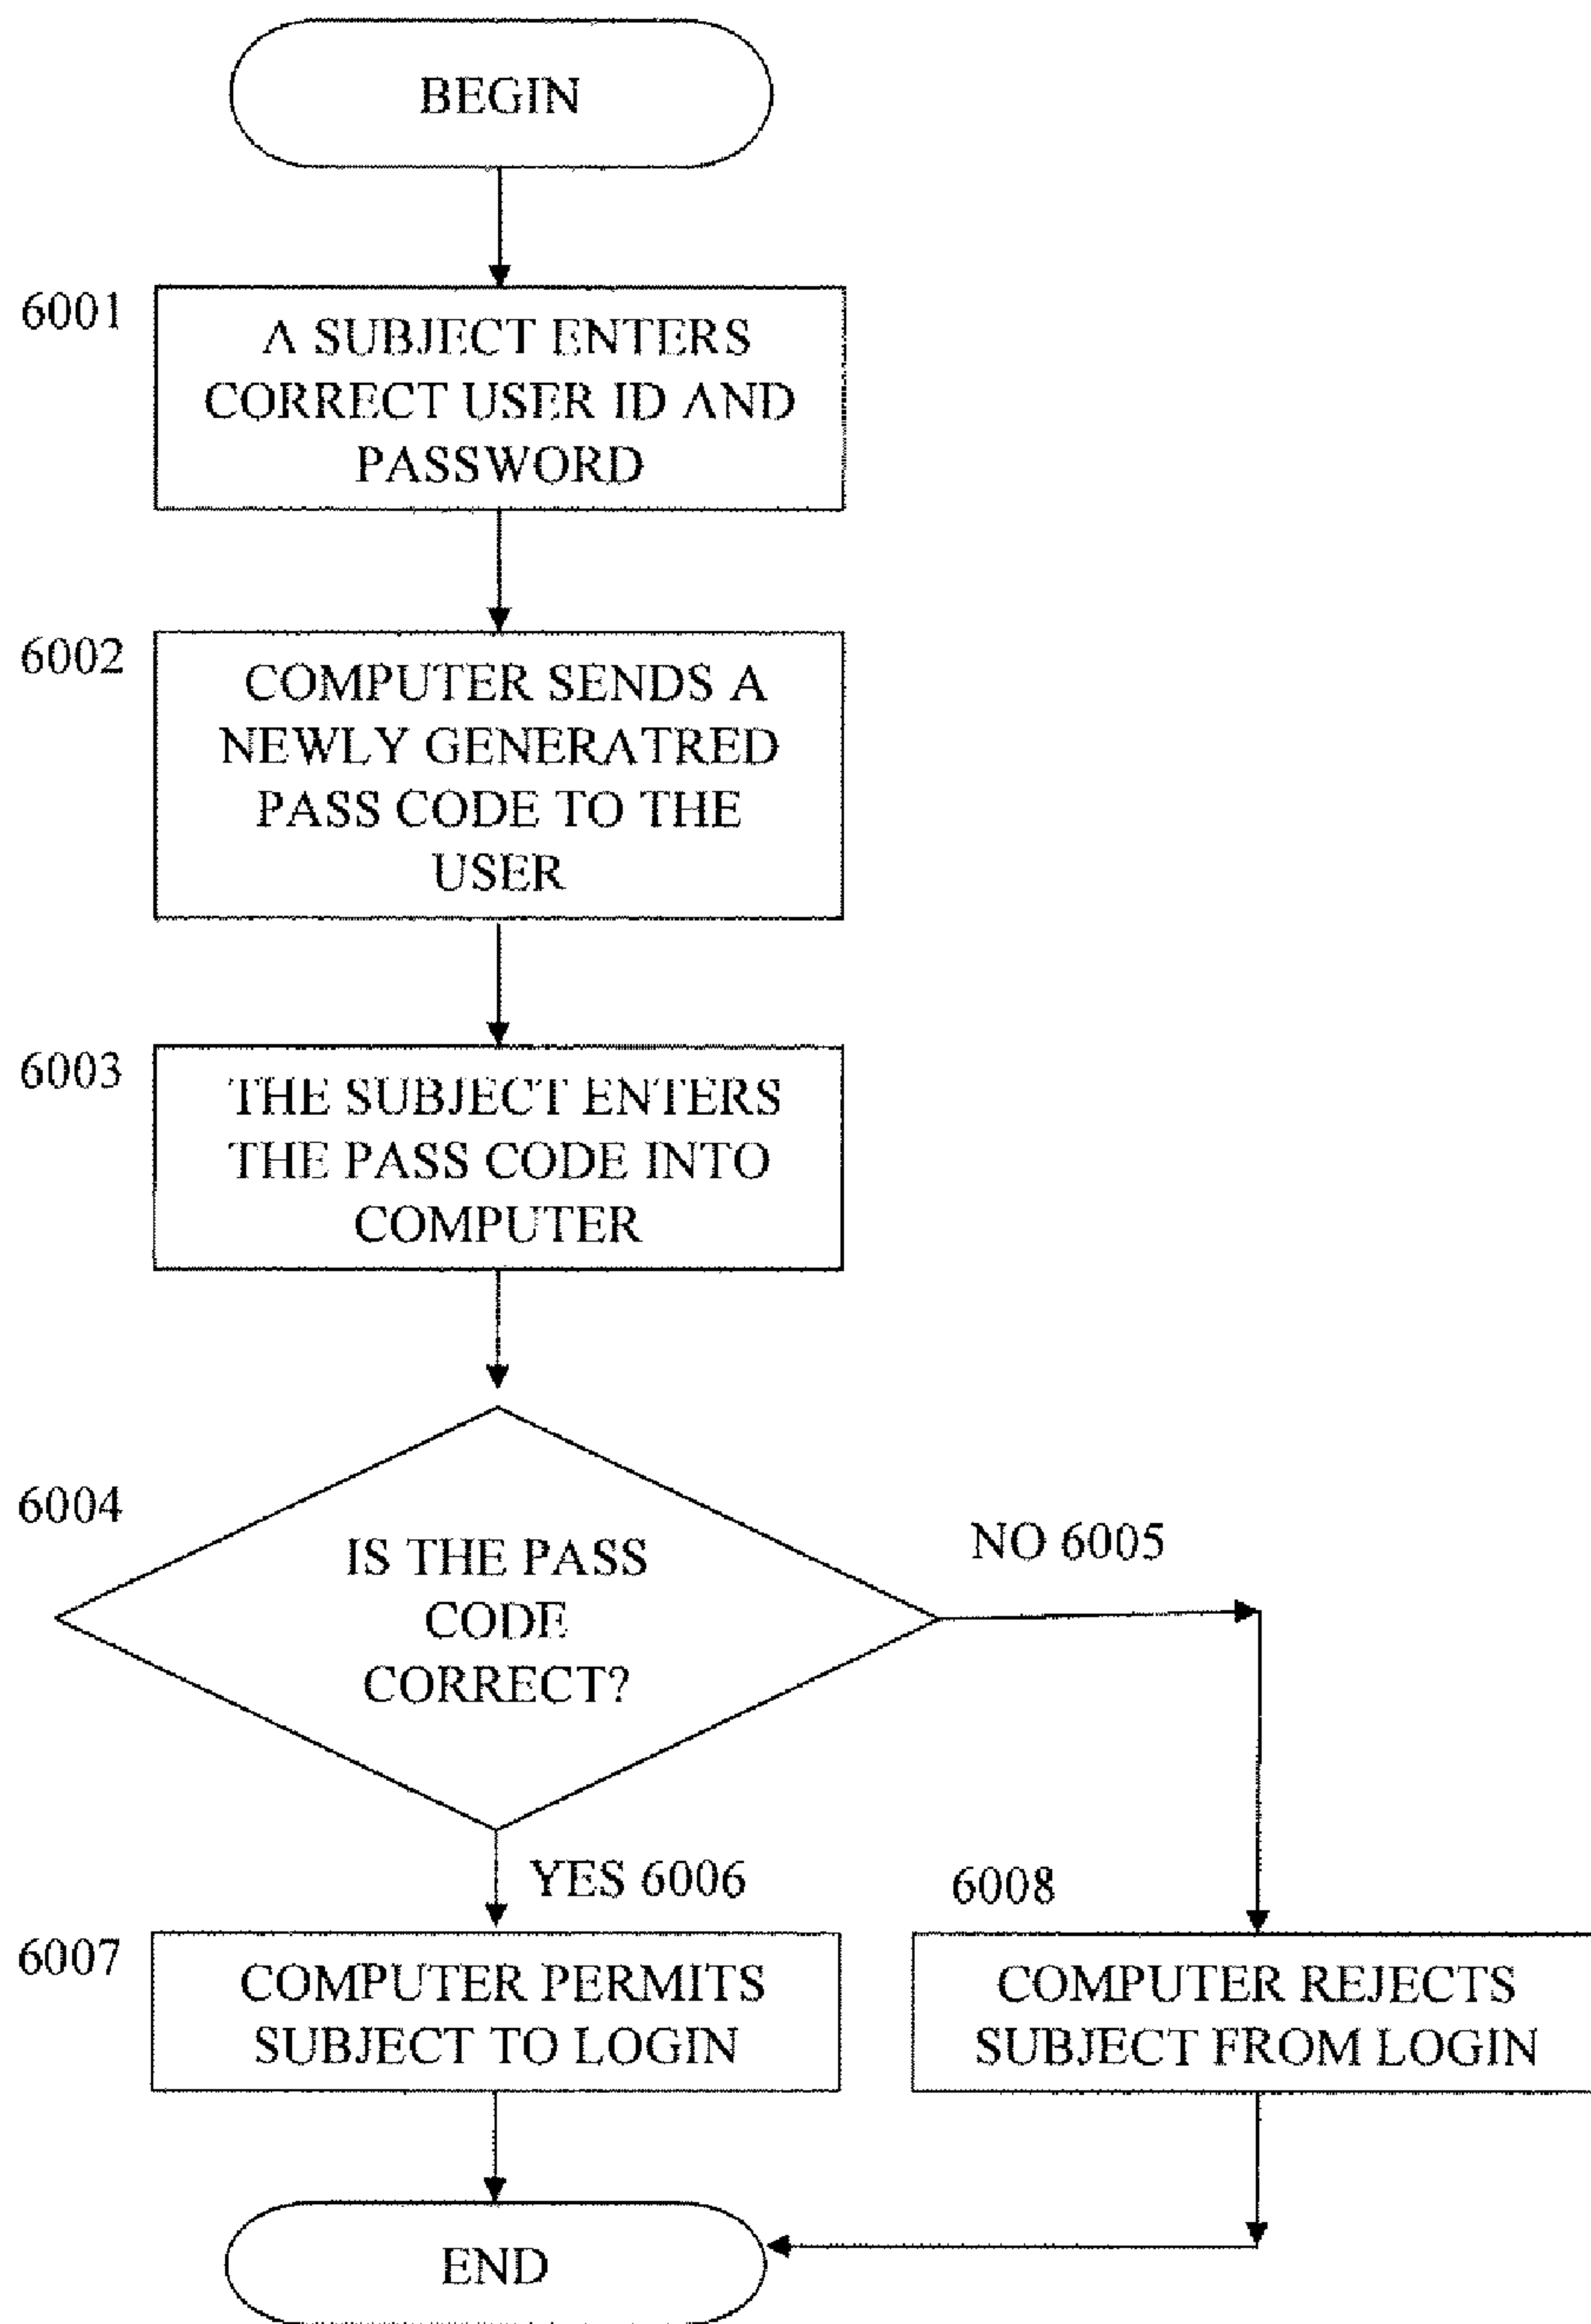 BEGIN
6001
A SUBJECT ENTERS
CORRECT USER ID AND
PASSWORD
6002
COMPUTER SENDS A
NEWLY GENERATRED
PASS CODE TO THE
USER
6003
THE SUBJECT ENTERS
THE PASS CODE INTO
COMPUTER
6004
IS THE PASS
CODE
CORRECT?
NO 6005
YES 6006
6007
COMPUTER PERMITS
SUBJECT TO LOGIN
6008
COMPUTER REJECTS
SUBJECT FROM LOGIN
END